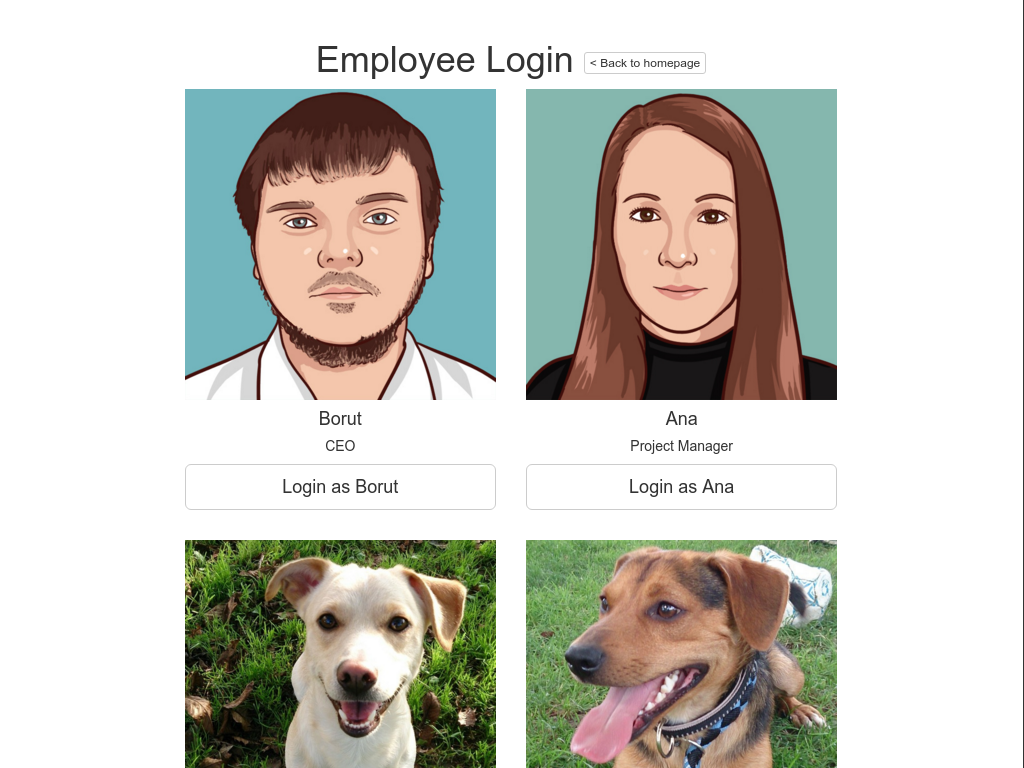 Employee Login < Back to homepage
Borut
CEO
Login as Borut
Ana
Project Manager
Login as Ana